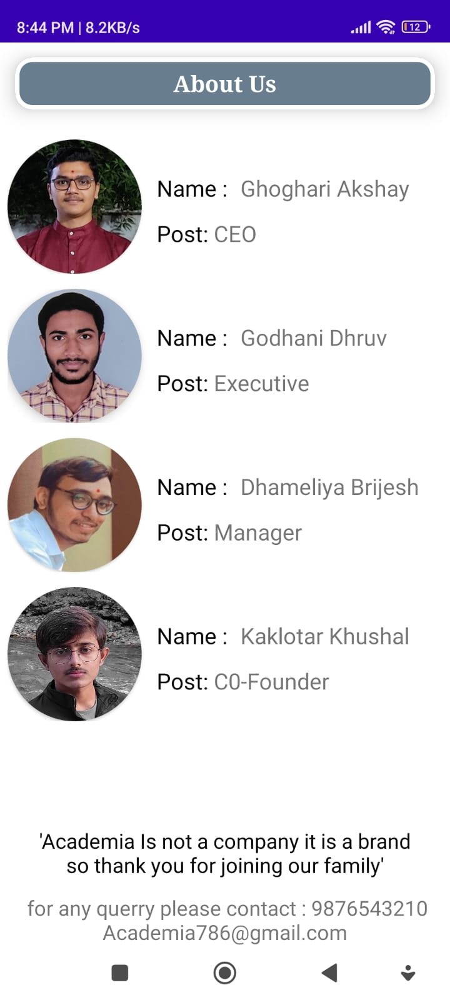 8:44 PM | 8.2KB/s
12
About Us
Name : Ghoghari Akshay
Post: CEO
Name : Godhani Dhruv
Post: Executive
Name : Dhameliya Brijesh
Post: Manager
Name : Kaklotar Khushal
Post: C0-Founder
'Academia Is not a company it is a brand
so thank you for joining our family'
for any querry please contact : 9876543210
Academia786@gmail.com